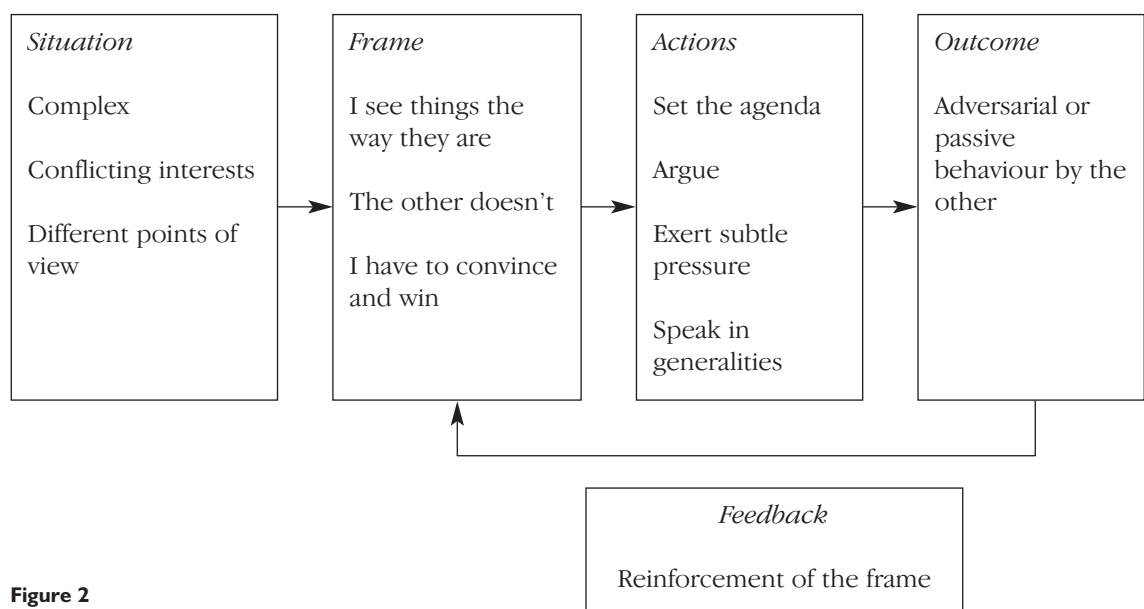 Situation
Complex
Conflicting interests
Different points of
view
Frame
I see things the
way they are
The other doesn't
I have to convince
and win
Actions
Set the agenda
Argue
Exert subtle
pressure
Speak in
generalities
Outcome
Adversarial or
passive
behaviour by the
other
Feedback
Reinforcement of the frame
Figure 2